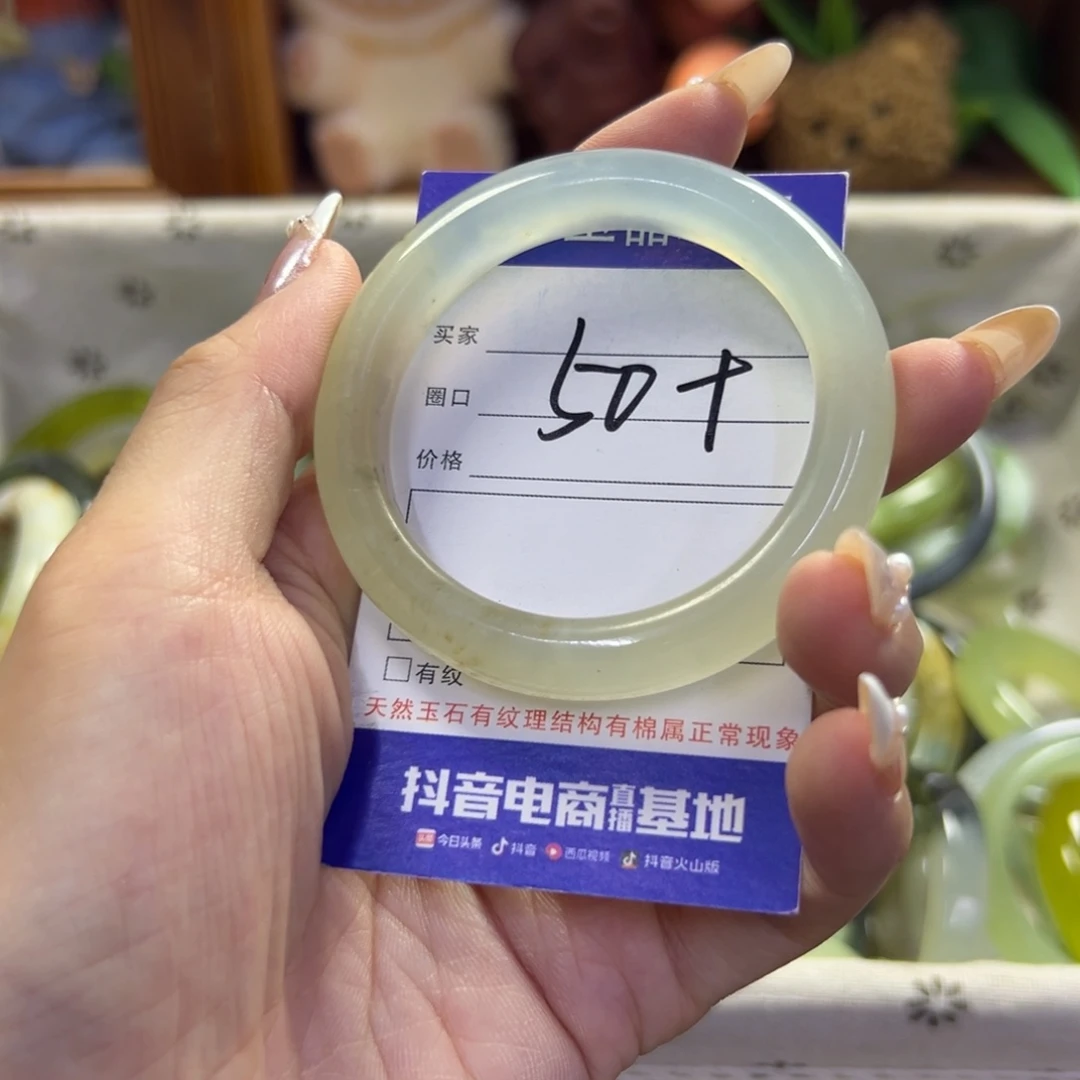 买家
圈口 50+
价格
有纹
天然玉石有纹理结构有棉属正常现象
抖音电商直播基地
今日头条 抖音 西瓜视频 抖音火山版